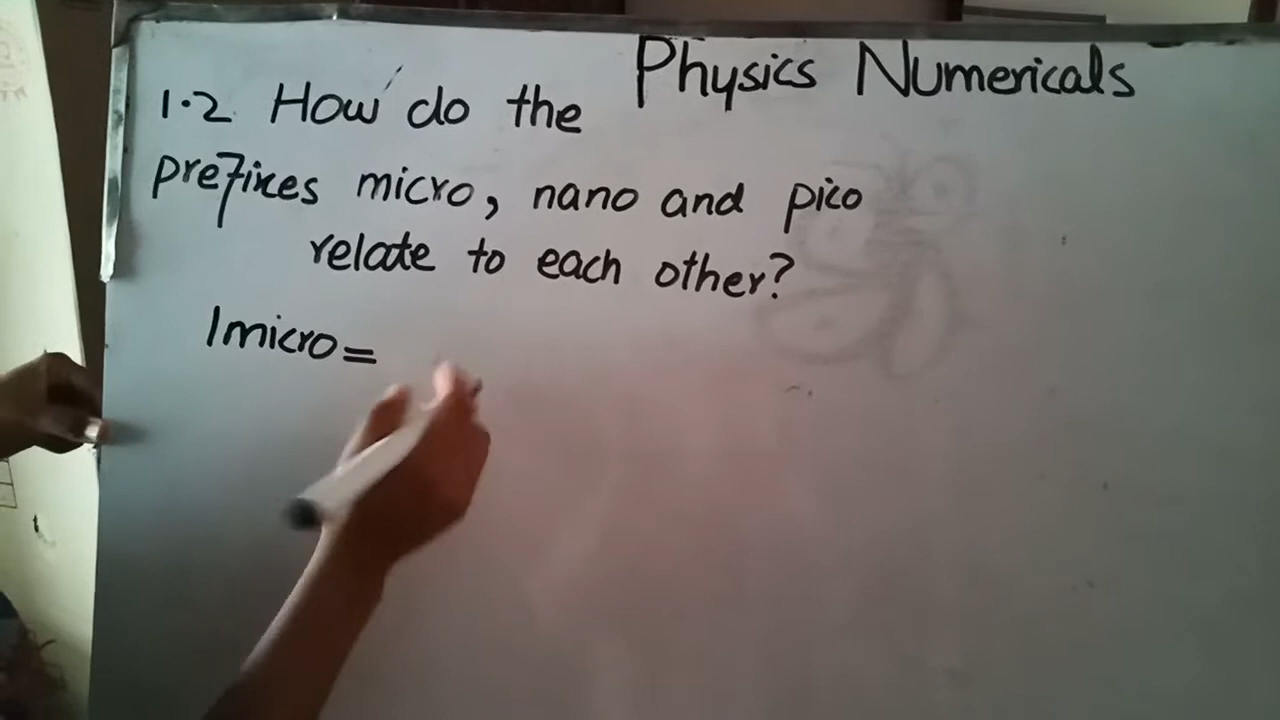 Physics Numericals
1.2 How do the
prefixes micro, nano and pico
relate to each other?
1micro=